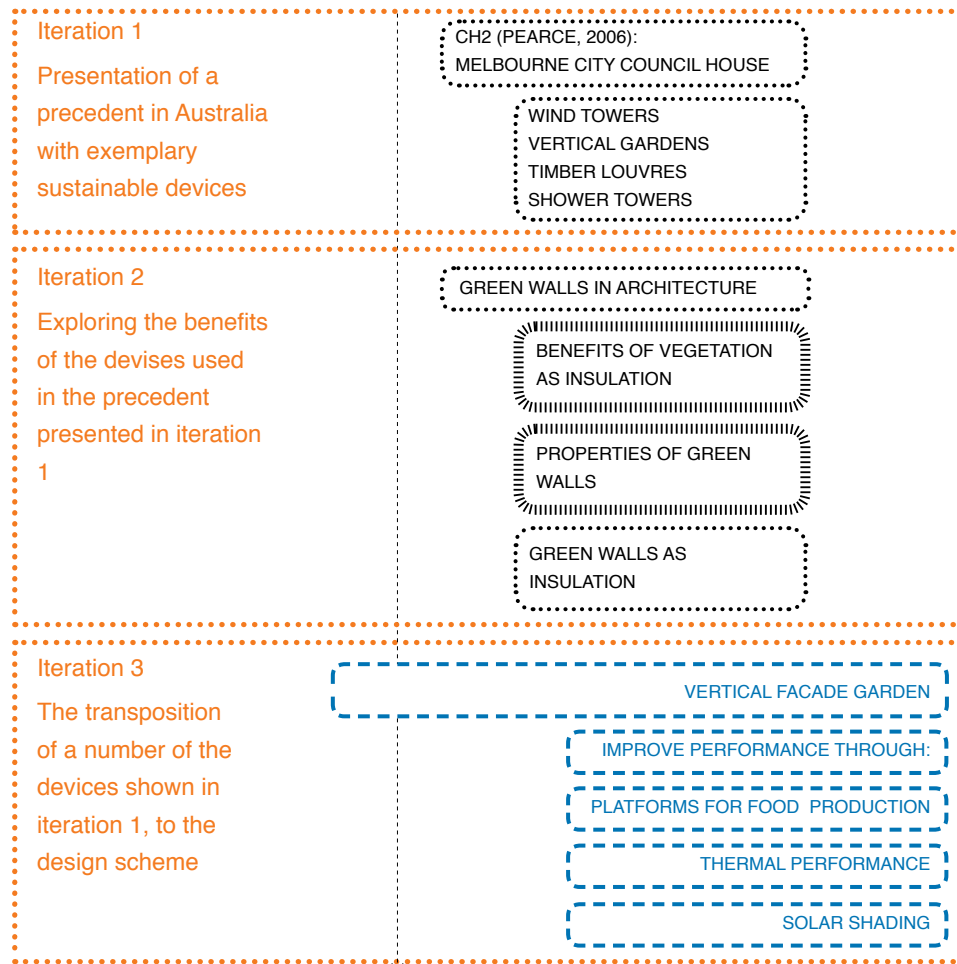 Iteration 1
Presentation of a
precedent in Australia
with exemplary
sustainable devices
CH2 (PEARCE, 2006):
MELBOURNE CITY COUNCIL HOUSE
WIND TOWERS
VERTICAL GARDENS
TIMBER LOUVRES
SHOWER TOWERS
Iteration 2
Exploring the benefits
of the devises used
in the precedent
presented in iteration
1
GREEN WALLS IN ARCHITECTURE
BENEFITS OF VEGETATION
AS INSULATION
PROPERTIES OF GREEN
WALLS
GREEN WALLS AS
INSULATION
Iteration 3
The transposition
of a number of the
devices shown in
iteration 1, to the
design scheme
VERTICAL FACADE GARDEN
IMPROVE PERFORMANCE THROUGH:
PLATFORMS FOR FOOD  PRODUCTION
THERMAL PERFORMANCE
SOLAR SHADING